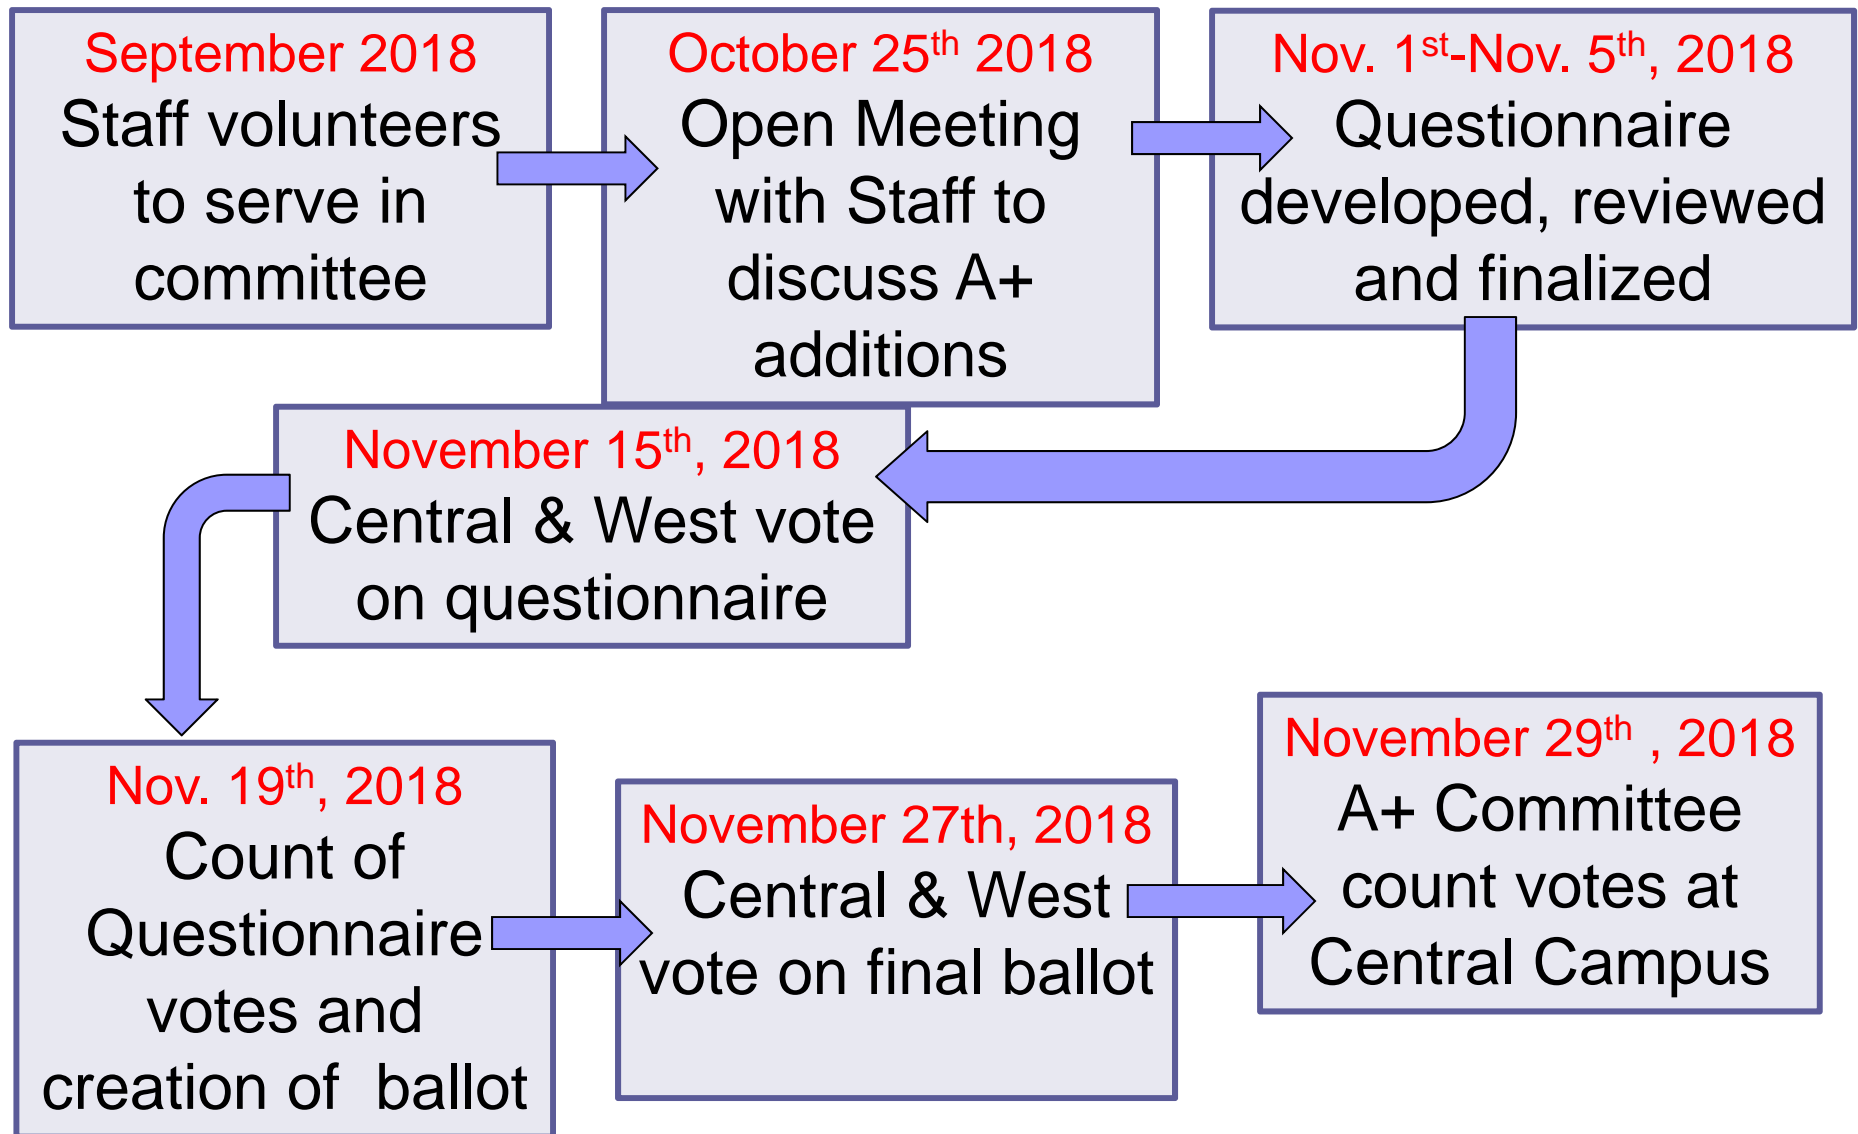 September 2018
Staff volunteers
to serve in
committee
October 25th 2018
Open Meeting
with Staff to
discuss A+
additions
Nov. 1st-Nov. 5th, 2018
Questionnaire
developed, reviewed
and finalized
November 15th, 2018
Central & West vote
on questionnaire
Nov. 19th, 2018
Count of
Questionnaire
votes and
creation of  ballot
November 27th, 2018
Central & West
vote on final ballot
November 29th , 2018
A+ Committee
count votes at
Central Campus